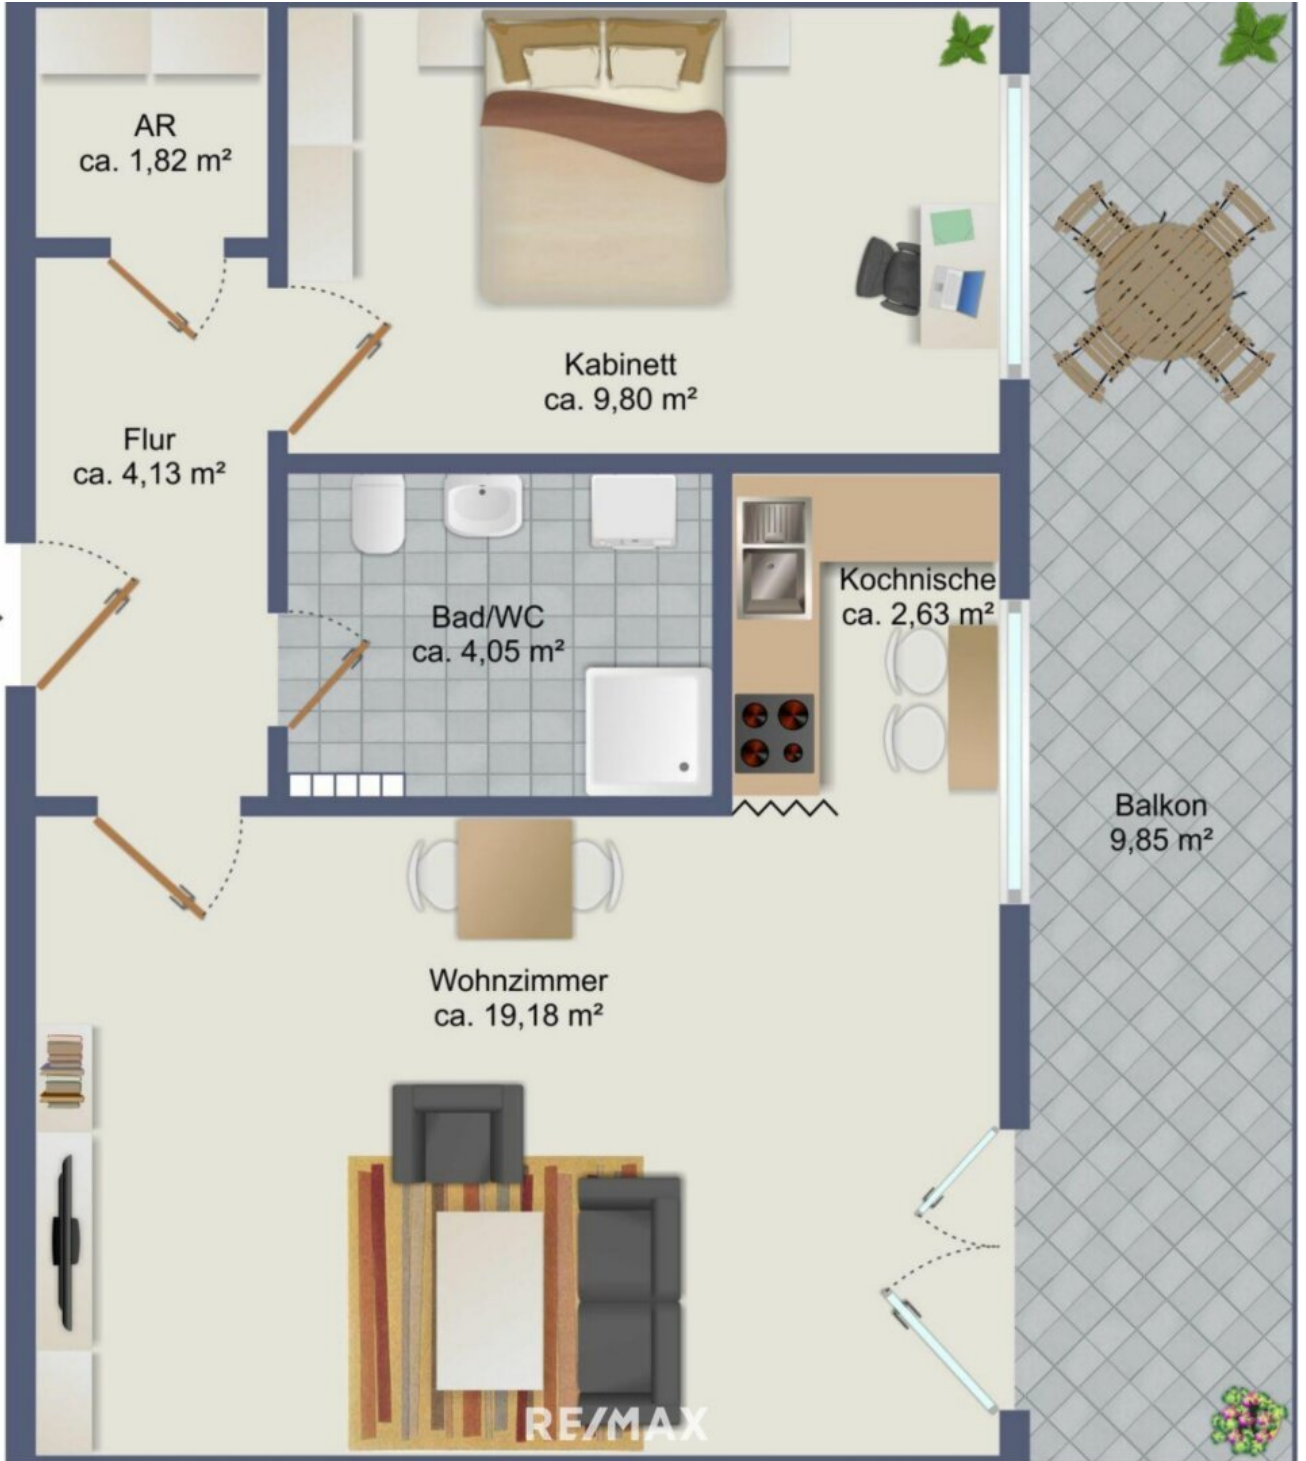 AR
ca. 1,82 m²
Kabinett
ca. 9,80 m²
Flur
ca. 4,13 m²
Kochnische
ca. 2,63 m²
Bad/WC
ca. 4,05 m²
Balkon
9,85 m²
Wohnzimmer
ca. 19,18 m²
RE/MAX